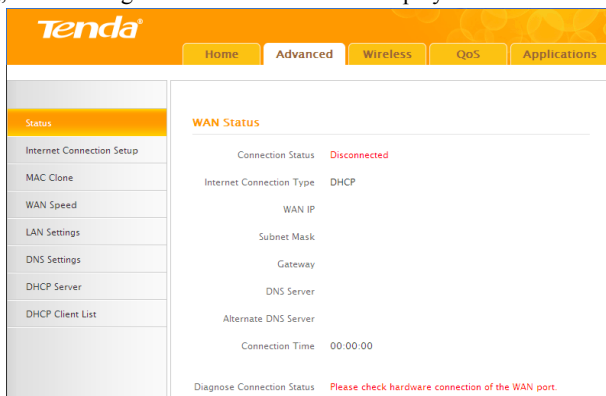 Tenda®
Home Advanced Wireless QoS Applications
Status
Internet Connection Setup
MAC Clone
WAN Speed
LAN Settings
DNS Settings
DHCP Server
DHCP Client List
WAN Status
Connection Status Disconnected
Internet Connection Type DHCP
WAN IP
Subnet Mask
Gateway
DNS Server
Alternate DNS Server
Connection Time 00:00:00
Diagnose Connection Status Please check hardware connection of the WAN port.